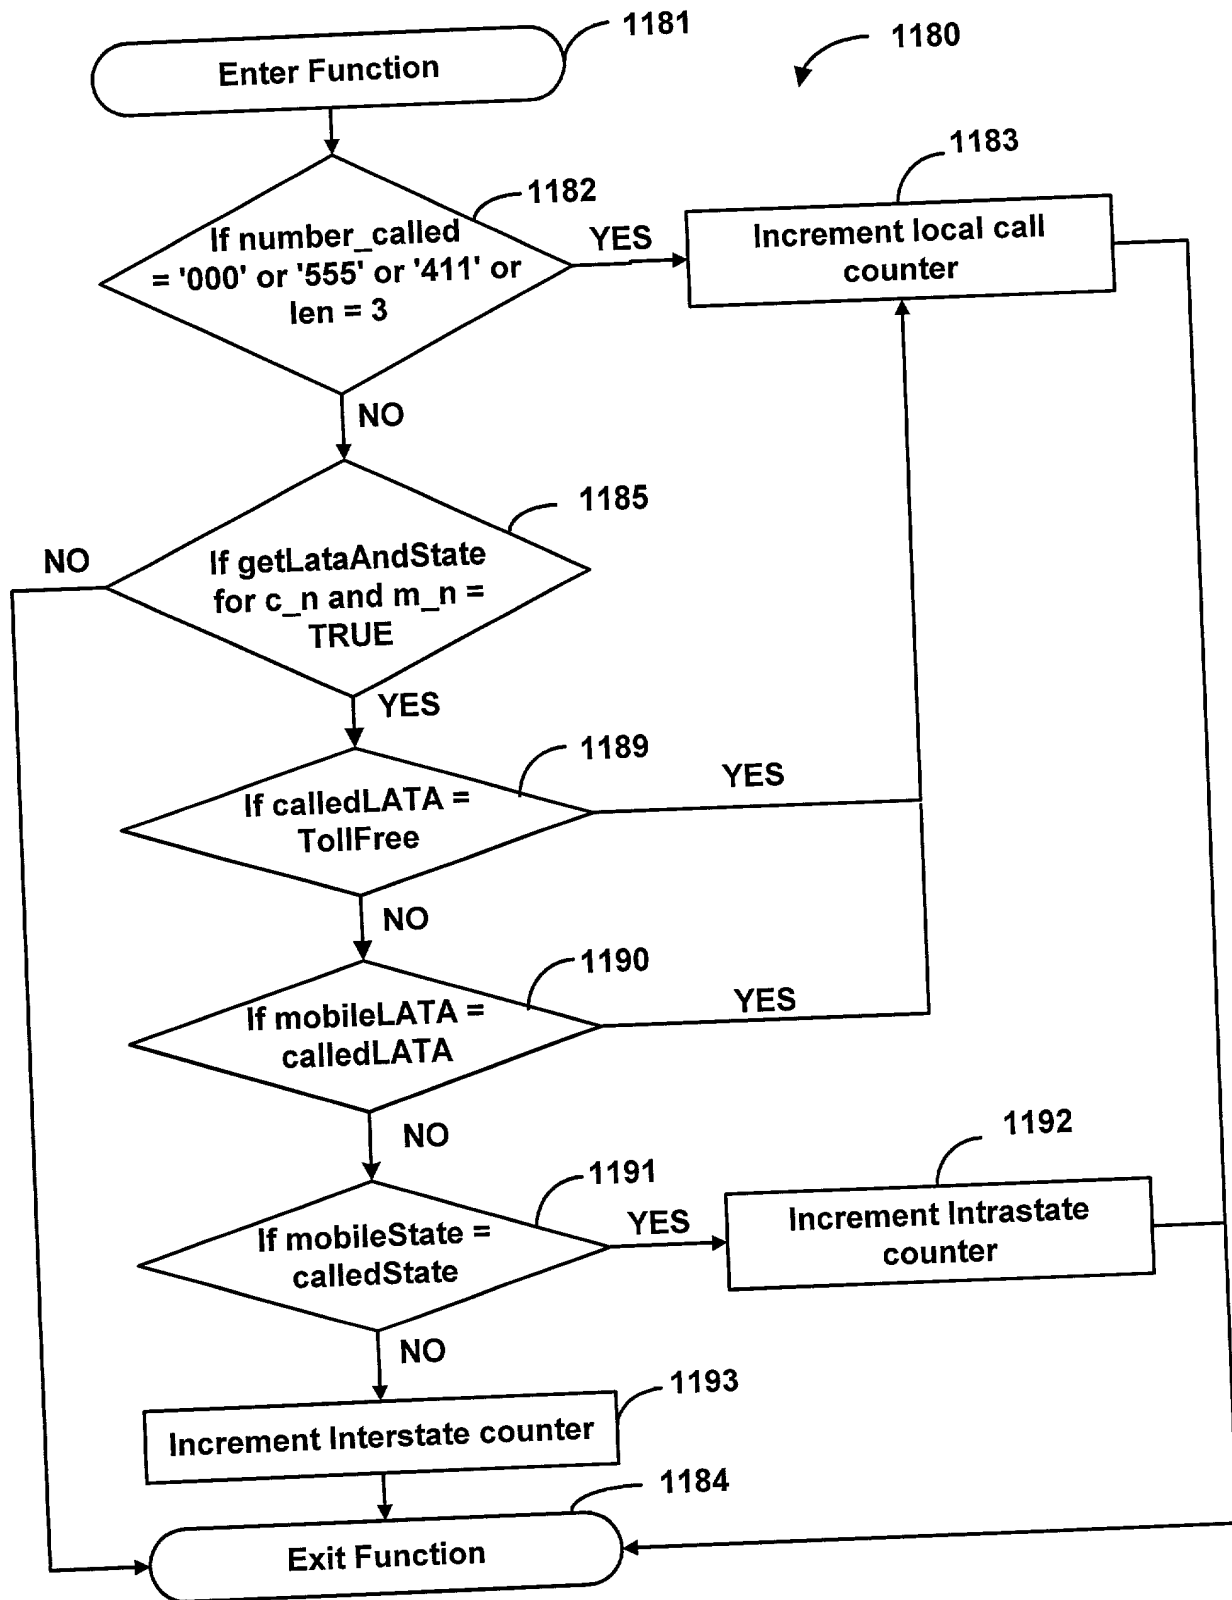 1181
1180
Enter Function
1183
1182
If number_called
= '000' or '555' or '411' or
len = 3
YES
Increment local call
counter
NO
1185
NO
If getLataAndState
for c_n and m_n =
TRUE
YES
1189
If calledLATA =
TollFree
YES
NO
1190
If mobileLATA =
calledLATA
YES
NO
1192
1191
If mobileState =
calledState
YES
Increment Intrastate
counter
NO
1193
Increment Interstate counter
1184
Exit Function